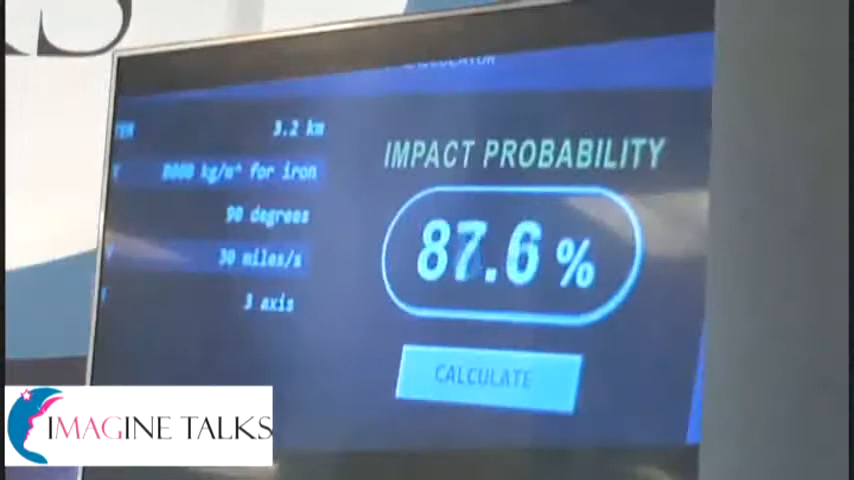 3.2 km
IMPACT PROBABILITY
8000 kg/m³ for iron
90 degrees
87.6 %
30 miles/s
3 axis
CALCULATE
IMAGINE TALKS